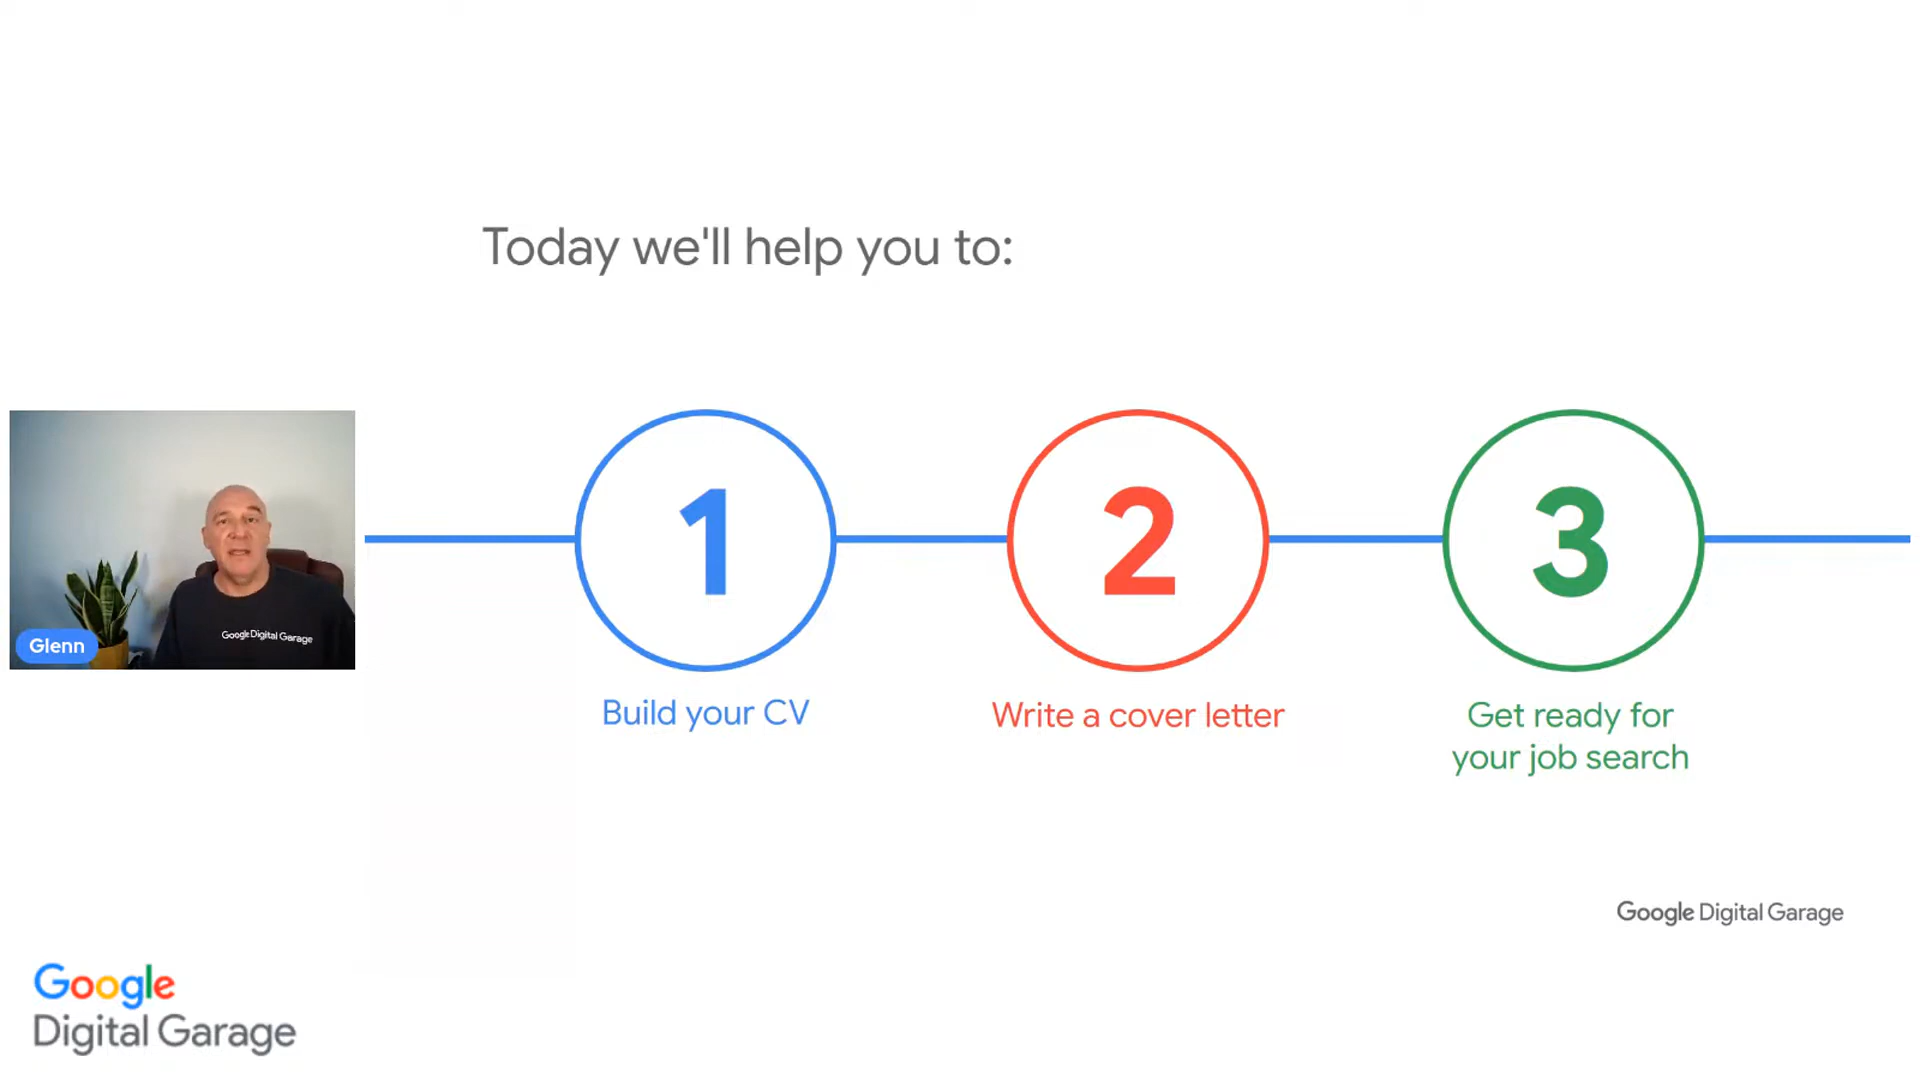 Today we'll help you to:
1
2
3
Build your CV
Write a cover letter
Get ready for
your job search
Glenn
Google Digital Garage
Google Digital Garage
Google
Digital Garage